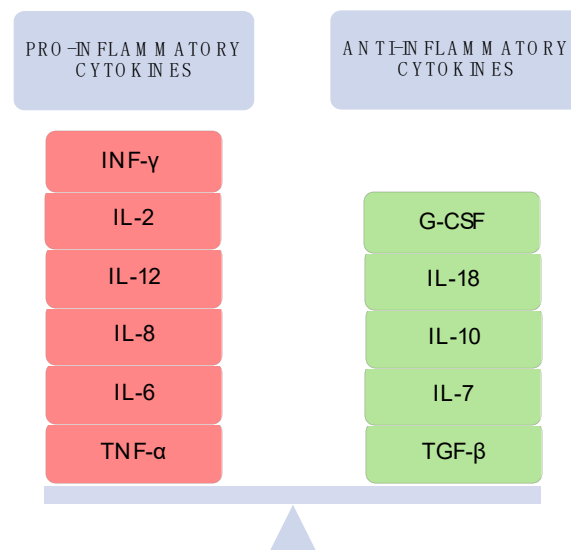 PRO-INFLAMMATORY
CYTOKINES
ANTI-INFLAMMATORY
CYTOKINES
INF-γ
IL-2
IL-12
IL-8
IL-6
TNF-α
G-CSF
IL-18
IL-10
IL-7
TGF-β